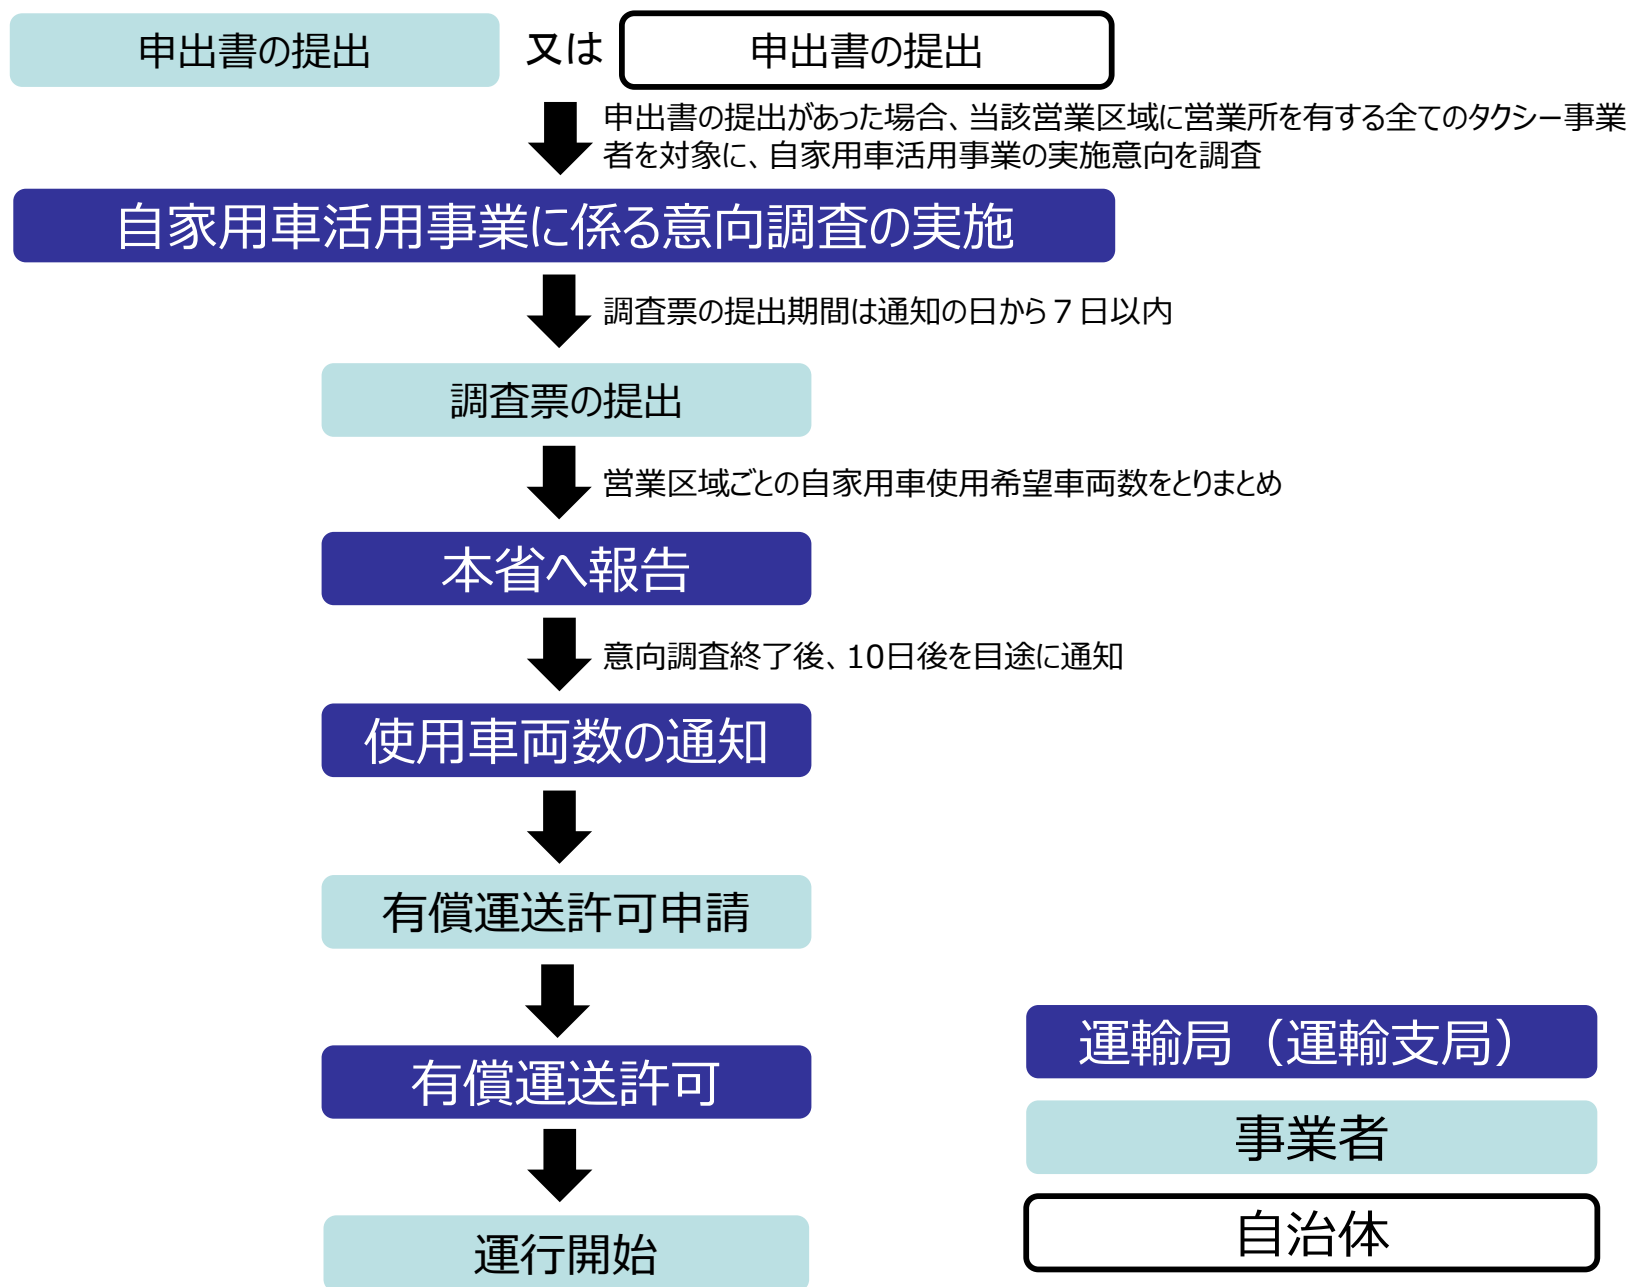 申出書の提出
又は
申出書の提出
申出書の提出があった場合、当該営業区域に営業所を有する全てのタクシー事業
者を対象に、自家用車活用事業の実施意向を調査
自家用車活用事業に係る意向調査の実施
調査票の提出期間は通知の日から７日以内
調査票の提出
営業区域ごとの自家用車使用希望車両数をとりまとめ
本省へ報告
意向調査終了後、10日後を目途に通知
使用車両数の通知
有償運送許可申請
有償運送許可
運行開始
運輸局（運輸支局）
事業者
自治体